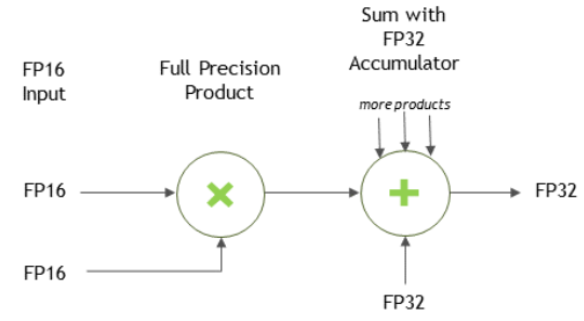 FP16
Input
Full Precision
Product
Sum with
FP32
Accumulator
more products
FP16
FP32
FP16
FP32